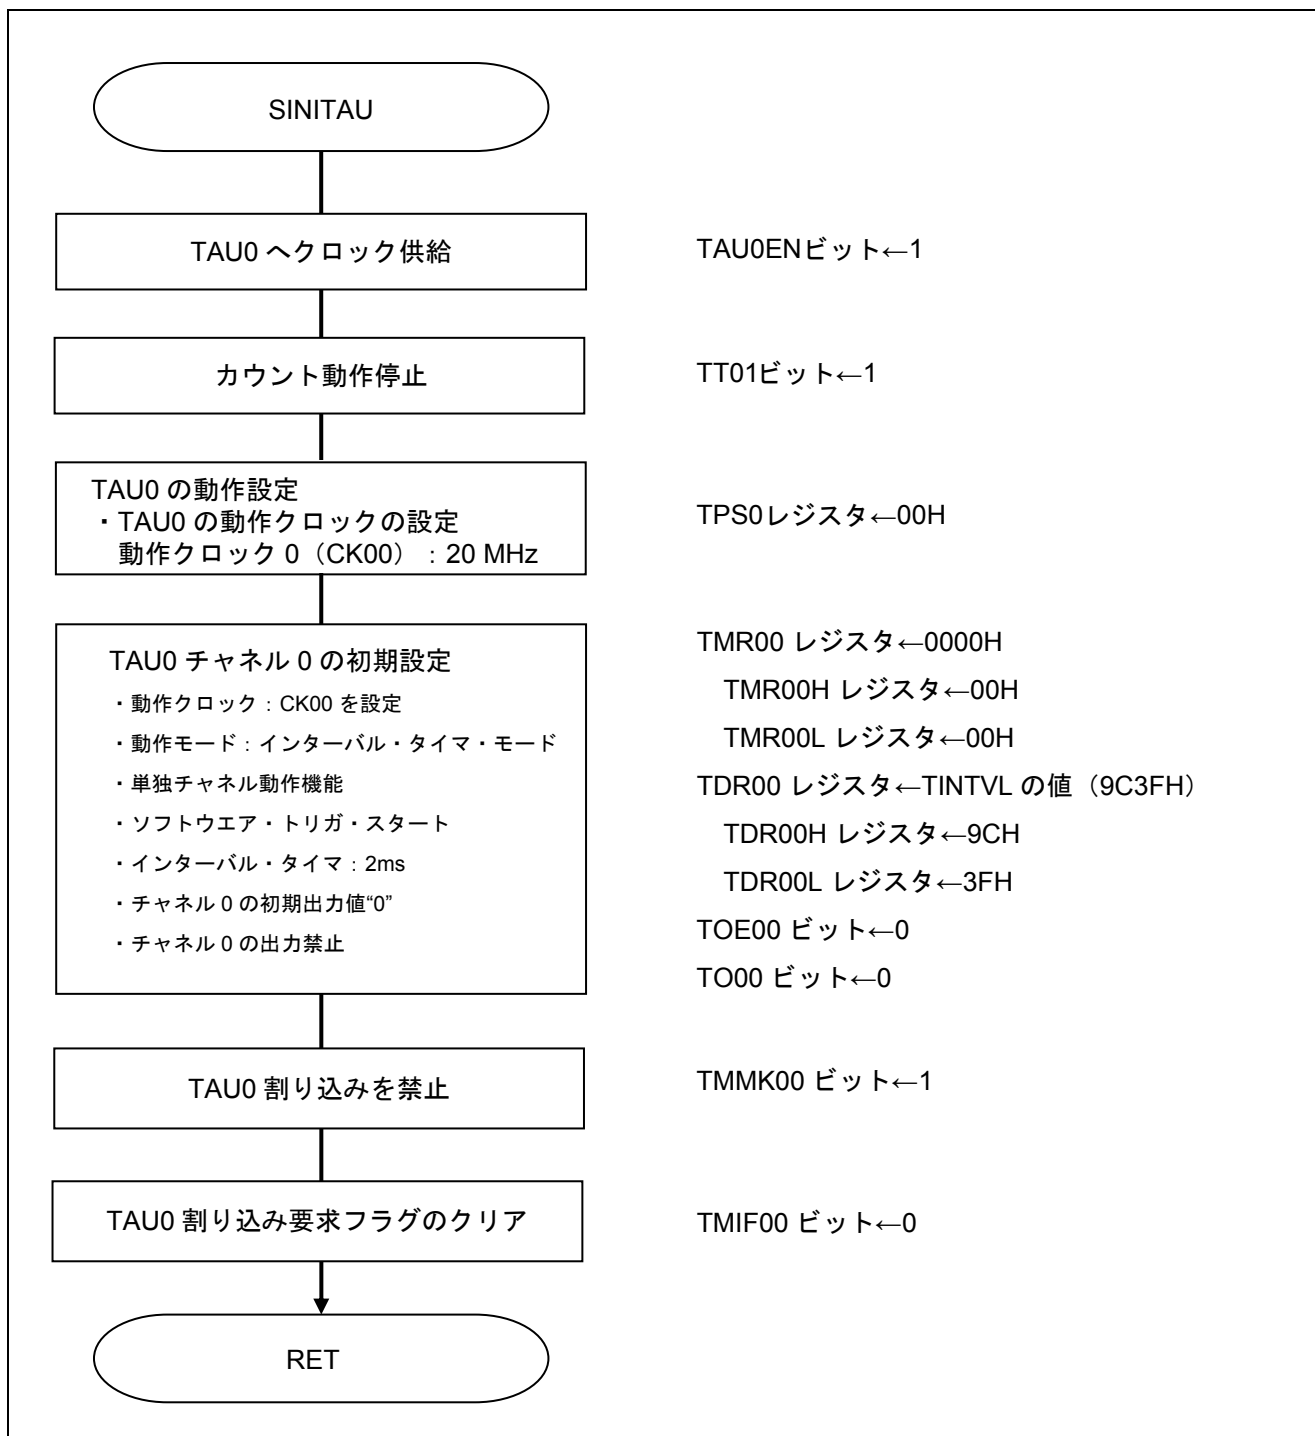 SINITAU
TAU0 へクロック供給
TAU0ENビット←1
カウント動作停止
TT01ビット←1
TAU0 の動作設定
・TAU0 の動作クロックの設定
動作クロック 0（CK00）：20 MHz
TPS0レジスタ←00H
TAU0 チャネル 0 の初期設定
・動作クロック：CK00 を設定
・動作モード：インターバル・タイマ・モード
・単独チャネル動作機能
・ソフトウエア・トリガ・スタート
・インターバル・タイマ：2ms
・チャネル 0 の初期出力値“0”
・チャネル 0 の出力禁止
TMR00 レジスタ←0000H
TMR00H レジスタ←00H
TMR00L レジスタ←00H
TDR00 レジスタ←TINTVL の値（9C3FH）
TDR00H レジスタ←9CH
TDR00L レジスタ←3FH
TOE00 ビット←0
TO00 ビット←0
TAU0 割り込みを禁止
TMMK00 ビット←1
TAU0 割り込み要求フラグのクリア
TMIF00 ビット←0
RET